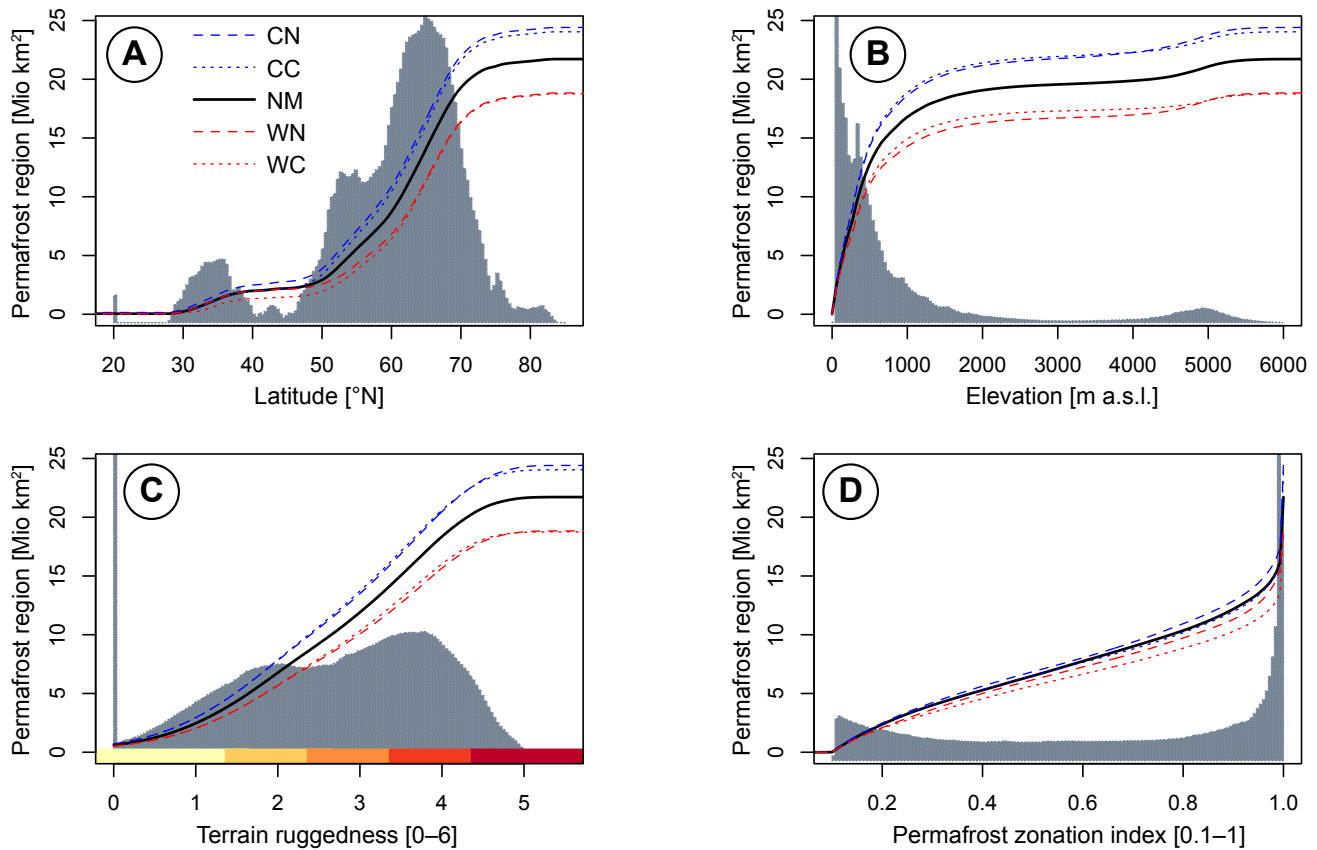 A
CN
CC
NM
WN
WC
Permafrost region [Mio km²]
0
5
10
15
20
25
20
30
40
50
60
70
80
Latitude [°N]
B
Permafrost region [Mio km²]
0
5
10
15
20
25
0
1000
2000
3000
4000
5000
6000
Elevation [m a.s.l.]
C
Permafrost region [Mio km²]
0
5
10
15
20
25
0
1
2
3
4
5
Terrain ruggedness [0–6]
D
Permafrost region [Mio km²]
0
5
10
15
20
25
0.2
0.4
0.6
0.8
1.0
Permafrost zonation index [0.1–1]